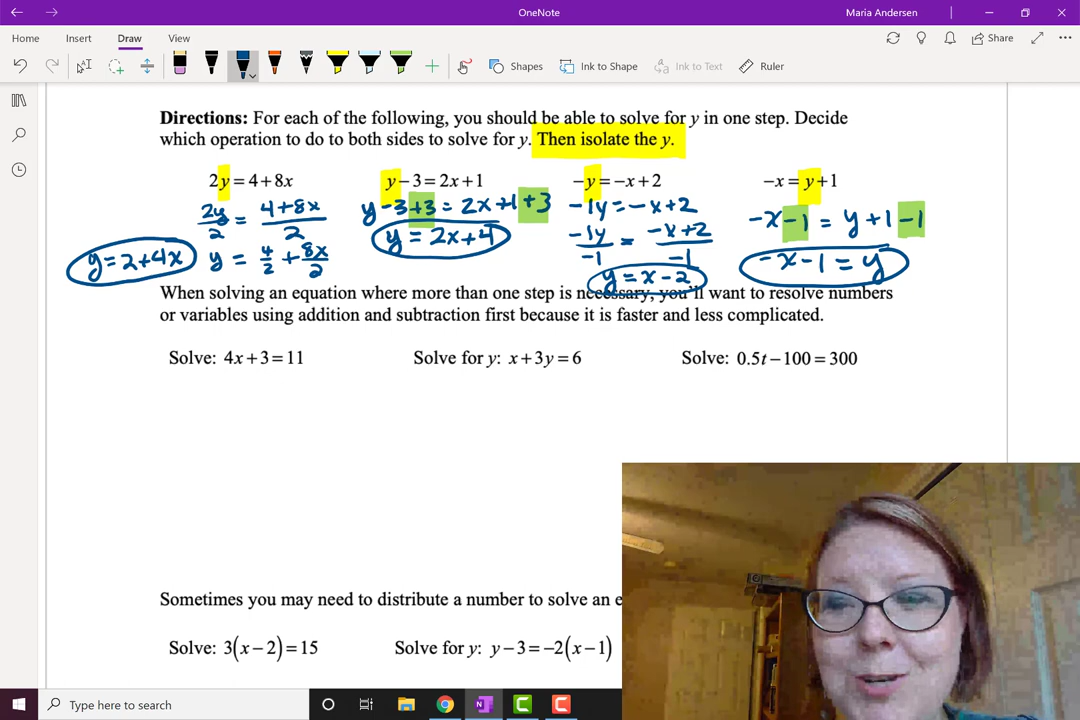 OneNote
Maria Andersen
Home Insert Draw View
Share
Shapes Ink to Shape Ink to Text Ruler
Directions: For each of the following, you should be able to solve for y in one step. Decide
which operation to do to both sides to solve for y. Then isolate the y.
2y = 4 + 8x y − 3 = 2x + 1 −y = −x + 2 −x = y + 1
2y/2 = 4+8x/2 y −3 +3 = 2x +1 +3 −1y = −x + 2 −x −1 = y + 1 −1
y = 2+4x y = 4/2 + 8x/2 y = 2x+4 −1y/−1 = −x+2/−1 −x −1 = y
y = x − 2
When solving an equation where more than one step is necessary, you'll want to resolve numbers
or variables using addition and subtraction first because it is faster and less complicated.
Solve: 4x + 3 = 11 Solve for y: x + 3y = 6 Solve: 0.5t − 100 = 300
Sometimes you may need to distribute a number to solve an e
Solve: 3(x − 2) = 15 Solve for y: y − 3 = −2(x − 1)
Type here to search